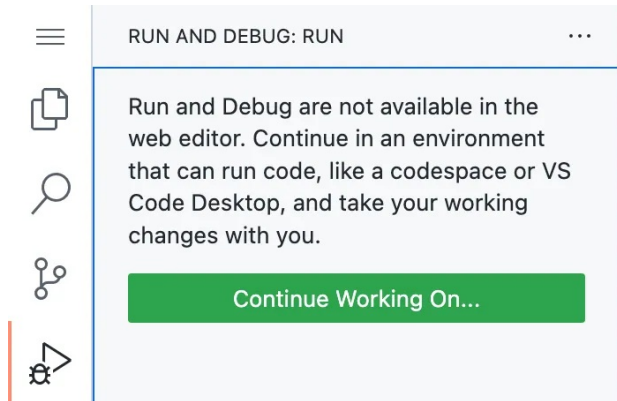 RUN AND DEBUG: RUN
Run and Debug are not available in the
web editor. Continue in an environment
that can run code, like a codespace or VS
Code Desktop, and take your working
changes with you.
Continue Working On...